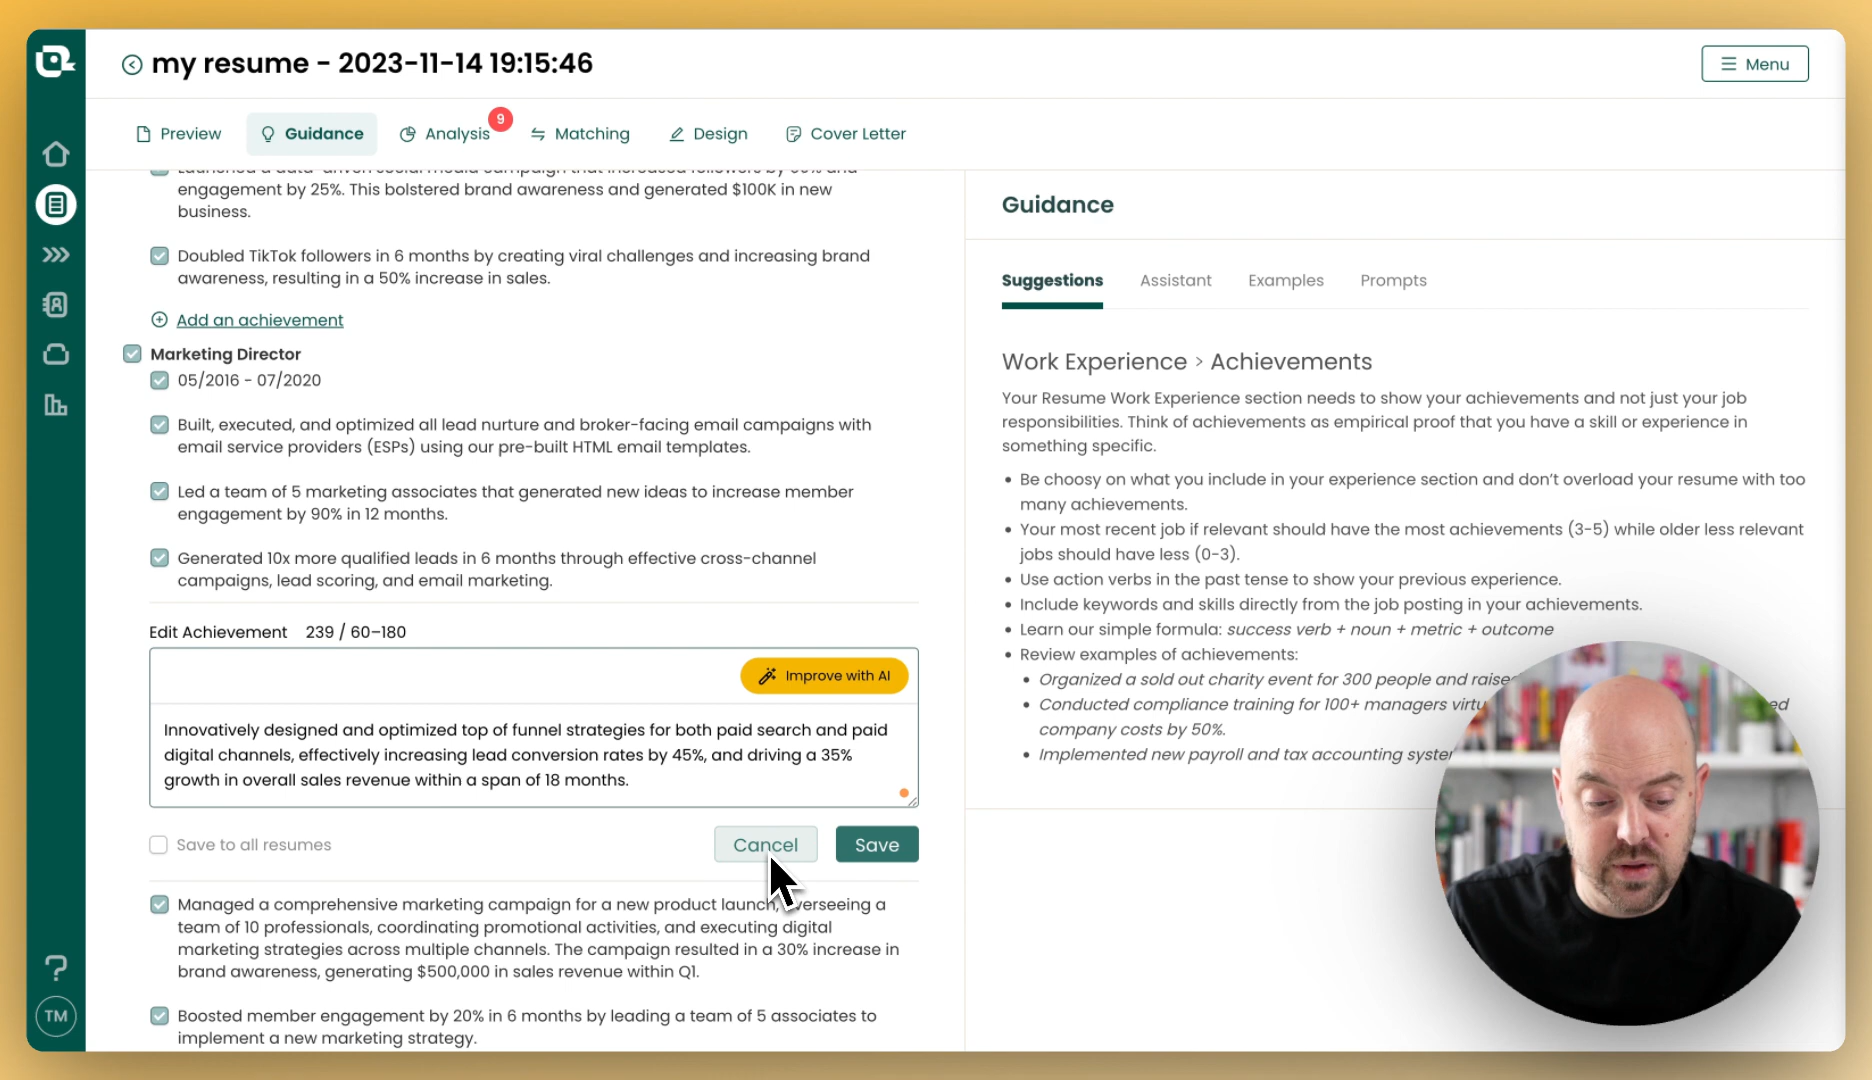 my resume - 2023-11-14 19:15:46
Menu
Preview
Guidance
Analysis
9
Matching
Design
Cover Letter
engagement by 25%. This bolstered brand awareness and generated $100K in new
business.
Doubled TikTok followers in 6 months by creating viral challenges and increasing brand
awareness, resulting in a 50% increase in sales.
Add an achievement
Marketing Director
05/2016 - 07/2020
Built, executed, and optimized all lead nurture and broker-facing email campaigns with
email service providers (ESPs) using our pre-built HTML email templates.
Led a team of 5 marketing associates that generated new ideas to increase member
engagement by 90% in 12 months.
Generated 10x more qualified leads in 6 months through effective cross-channel
campaigns, lead scoring, and email marketing.
Edit Achievement 239 / 60–180
Improve with AI
Innovatively designed and optimized top of funnel strategies for both paid search and paid
digital channels, effectively increasing lead conversion rates by 45%, and driving a 35%
growth in overall sales revenue within a span of 18 months.
Save to all resumes
Cancel
Save
Managed a comprehensive marketing campaign for a new product launch, overseeing a
team of 10 professionals, coordinating promotional activities, and executing digital
marketing strategies across multiple channels. The campaign resulted in a 30% increase in
brand awareness, generating $500,000 in sales revenue within Q1.
Boosted member engagement by 20% in 6 months by leading a team of 5 associates to
implement a new marketing strategy.
Guidance
Suggestions
Assistant
Examples
Prompts
Work Experience > Achievements
Your Resume Work Experience section needs to show your achievements and not just your job
responsibilities. Think of achievements as empirical proof that you have a skill or experience in
something specific.
• Be choosy on what you include in your experience section and don't overload your resume with too
many achievements.
• Your most recent job if relevant should have the most achievements (3-5) while older less relevant
jobs should have less (0-3).
• Use action verbs in the past tense to show your previous experience.
• Include keywords and skills directly from the job posting in your achievements.
• Learn our simple formula: success verb + noun + metric + outcome
• Review examples of achievements:
• Organized a sold out charity event for 300 people and raise
• Conducted compliance training for 100+ managers virtu
company costs by 50%.
• Implemented new payroll and tax accounting
?
TM